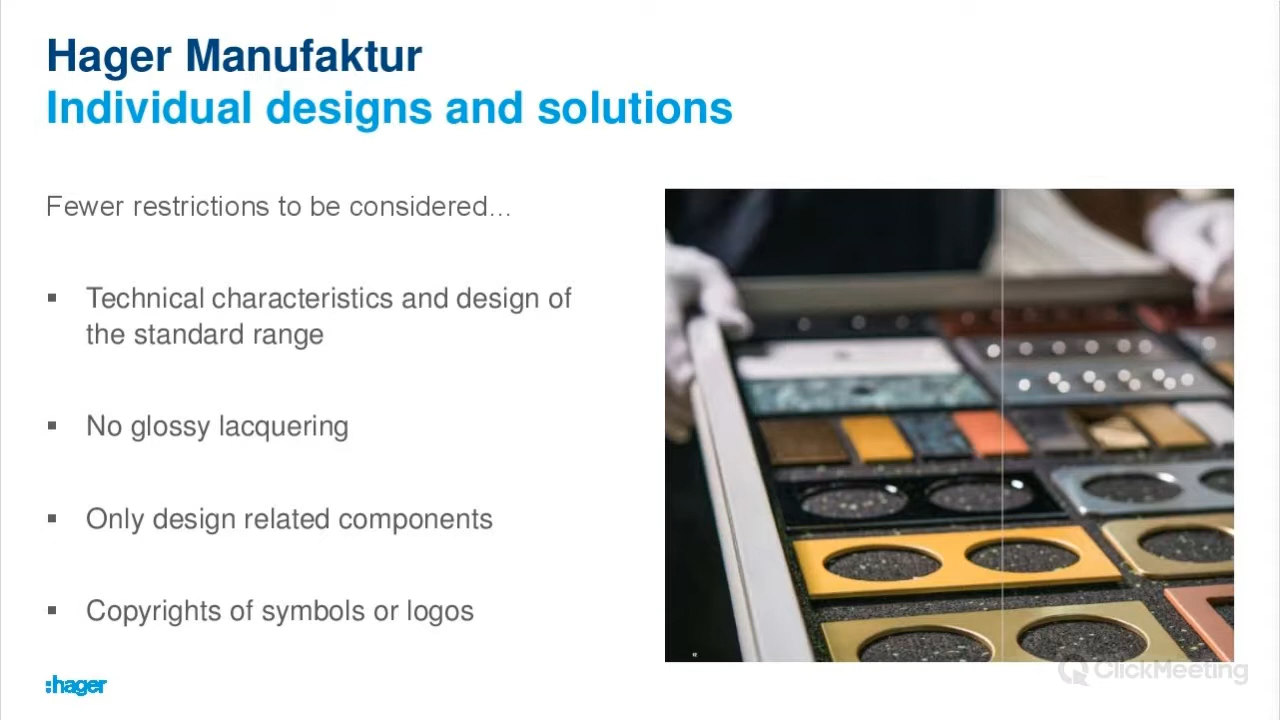 Hager Manufaktur
Individual designs and solutions
Fewer restrictions to be considered...
▪ Technical characteristics and design of
the standard range
▪ No glossy lacquering
▪ Only design related components
▪ Copyrights of symbols or logos
:hager
ClickMeeting